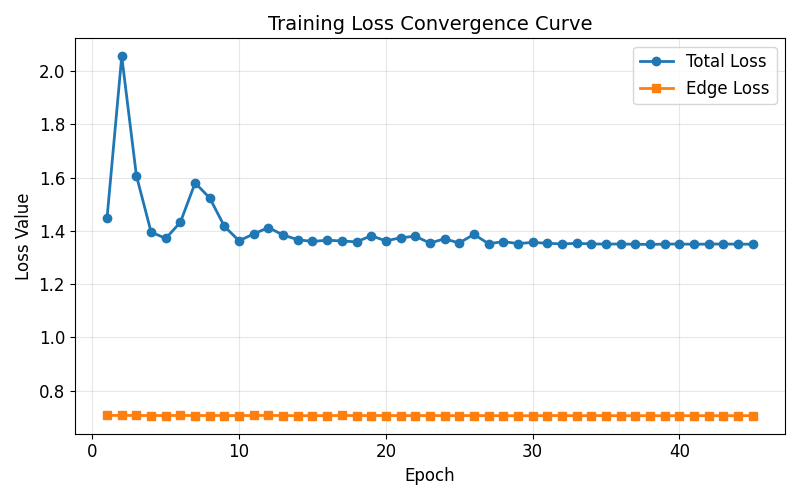 Training Loss Convergence Curve
Total Loss
Edge Loss
Loss Value
2.0
1.8
1.6
1.4
1.2
1.0
0.8
0
10
20
30
40
Epoch